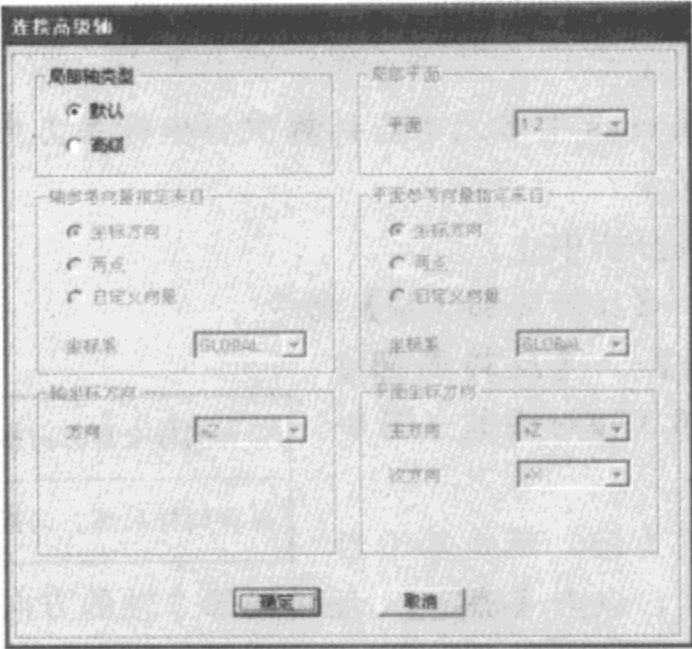 连接高级轴
局部轴类型
默认
高级
局部平面
平面 1-2
轴参考向量指定来自
坐标方向
两点
自定义向量
坐标系 GLOBAL
平面参考向量指定来自
坐标方向
两点
自定义向量
坐标系 GLOBAL
轴坐标方向
方向 +Z
平面坐标方向
主方向 +Z
次方向 +X
确定 取消